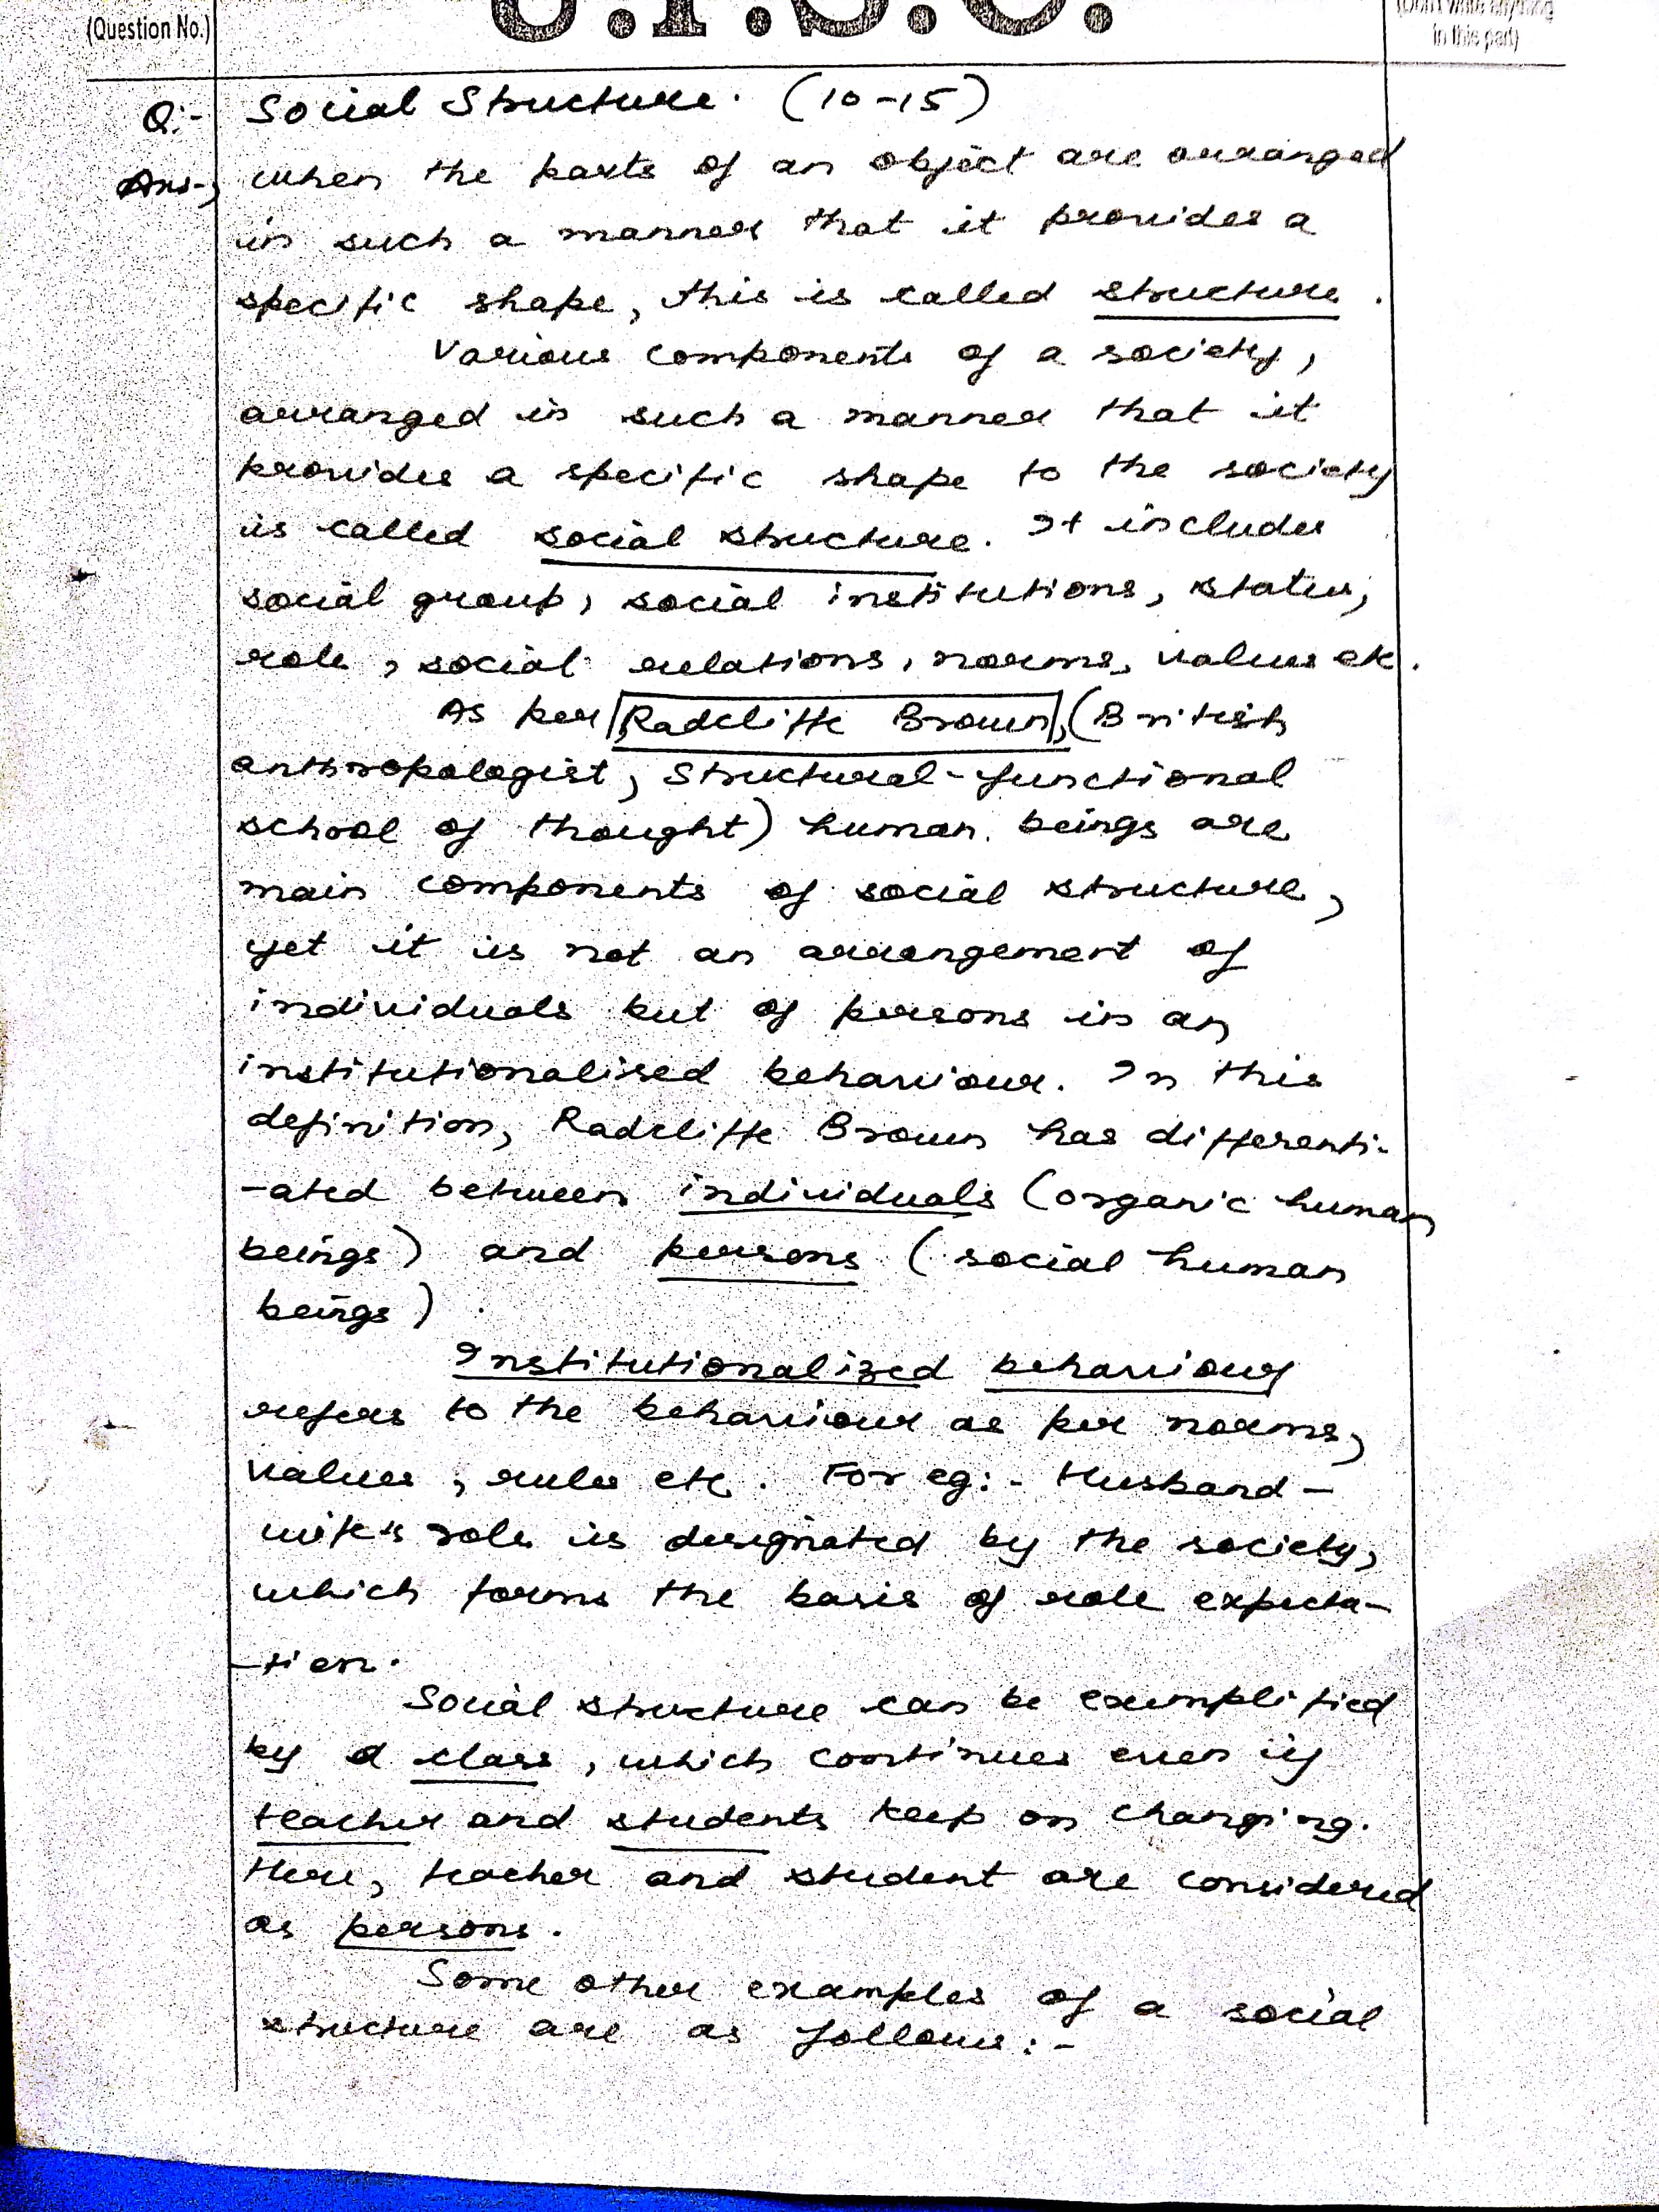 (Question No.)
U.P.S.C.
(Don't write anything
in this part)
Q:- Social Structure. (10-15)
Ans-, when the parts of an object are arranged
in such a manner that it provides a
specific shape, this is called structure.
Various components of a society,
arranged in such a manner that it
provides a specific shape to the society
is called social structure. It includes
social group, social institutions, status,
role, social relations, norms, values etc.
As per Radcliffe Brown, (British
anthropologist, structural-functional
school of thought) human beings are
main components of social structure,
yet it is not an arrangement of
individuals but of persons in an
institutionalised behaviour. In this
definition, Radcliffe Brown has differenti-
-ated between individuals (organic human
beings) and persons (social human
beings).
Institutionalized behaviour
refers to the behaviour as per norms,
values, rules etc. For eg:- Husband-
wife's role is designated by the society,
which forms the basis of role expecta-
-tion.
Social structure can be exemplified
by a class, which continues even if
teacher and students keep on changing.
Here, teacher and student are considered
as persons.
Some other examples of a social
structure are as follows:-